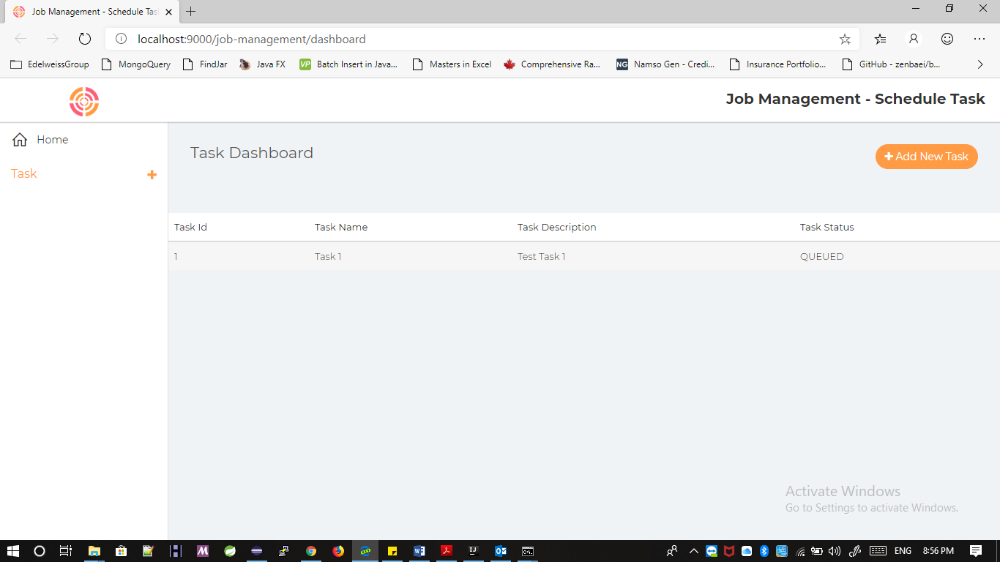 Job Management - Schedule Tas
localhost:9000/job-management/dashboard
EdelweissGroup MongoQuery FindJar Java FX VP Batch Insert in Java... Masters in Excel Comprehensive Ra... NG Namso Gen - Credi... Insurance Portfolio... GitHub - zenbaei/b...
Job Management - Schedule Task
Home
Task
Task Dashboard
Add New Task
Task Id Task Name Task Description Task Status
1 Task 1 Test Task 1 QUEUED
Activate Windows
Go to Settings to activate Windows.
ENG 8:56 PM